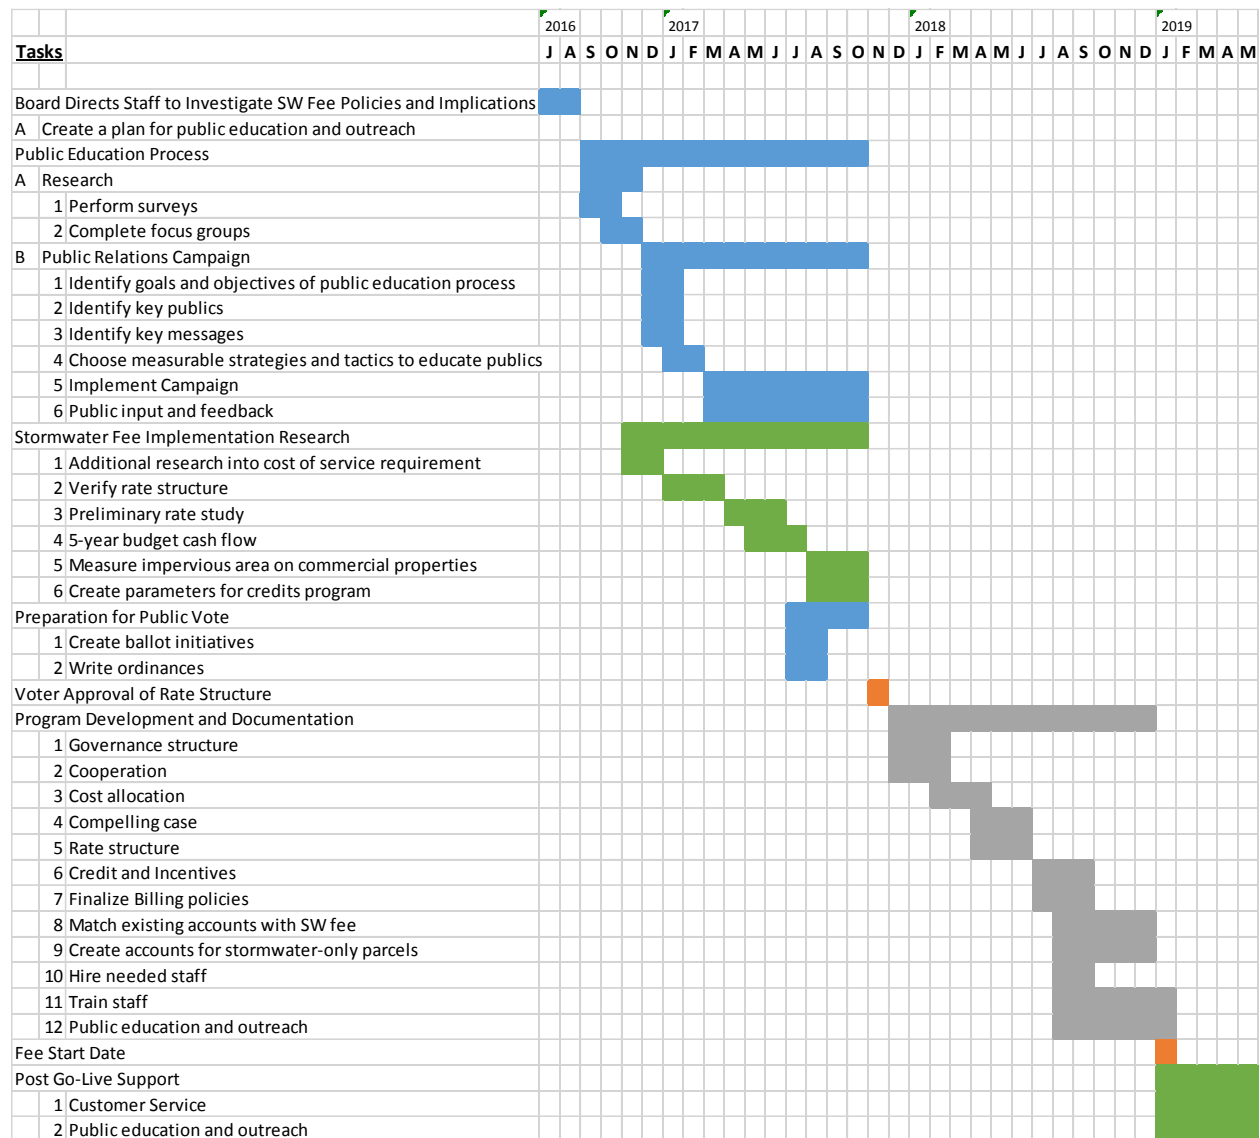 2016 2017 2018 2019
Tasks J A S O N D J F M A M J J A S O N D J F M A M J J A S O N D J F M A M
Board Directs Staff to Investigate SW Fee Policies and Implications
A Create a plan for public education and outreach
Public Education Process
A Research
1 Perform surveys
2 Complete focus groups
B Public Relations Campaign
1 Identify goals and objectives of public education process
2 Identify key publics
3 Identify key messages
4 Choose measurable strategies and tactics to educate publics
5 Implement Campaign
6 Public input and feedback
Stormwater Fee Implementation Research
1 Additional research into cost of service requirement
2 Verify rate structure
3 Preliminary rate study
4 5-year budget cash flow
5 Measure impervious area on commercial properties
6 Create parameters for credits program
Preparation for Public Vote
1 Create ballot initiatives
2 Write ordinances
Voter Approval of Rate Structure
Program Development and Documentation
1 Governance structure
2 Cooperation
3 Cost allocation
4 Compelling case
5 Rate structure
6 Credit and Incentives
7 Finalize Billing policies
8 Match existing accounts with SW fee
9 Create accounts for stormwater-only parcels
10 Hire needed staff
11 Train staff
12 Public education and outreach
Fee Start Date
Post Go-Live Support
1 Customer Service
2 Public education and outreach